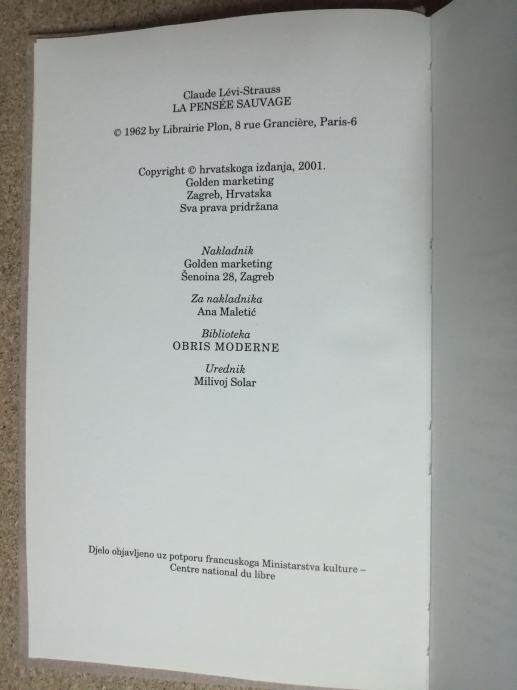 Claude Lévi-Strauss
LA PENSÉE SAUVAGE
© 1962 by Librairie Plon, 8 rue Grancière, Paris-6
Copyright © hrvatskoga izdanja, 2001.
Golden marketing
Zagreb, Hrvatska
Sva prava pridržana
Nakladnik
Golden marketing
Šenoina 28, Zagreb
Za nakladnika
Ana Maletić
Biblioteka
OBRIS MODERNE
Urednik
Milivoj Solar
Djelo objavljeno uz potporu francuskoga Ministarstva kulture –
Centre national du libre